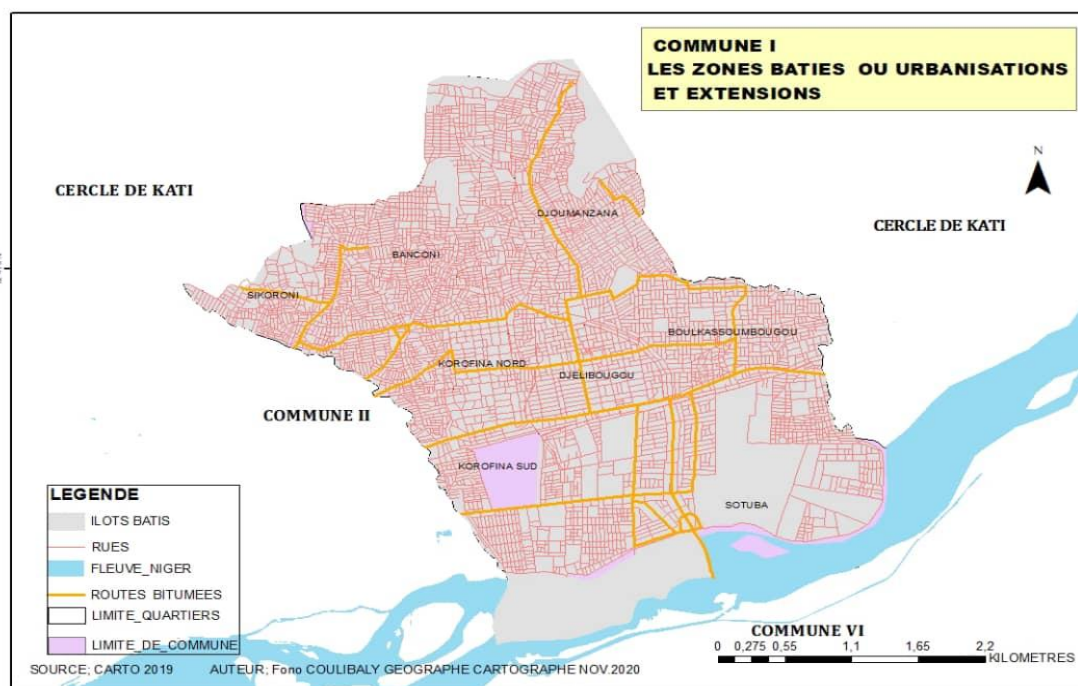 COMMUNE I
LES ZONES BATIES OU URBANISATIONS
ET EXTENSIONS
N
CERCLE DE KATI
CERCLE DE KATI
DJOUMANZANA
BANCONI
SIKORONI
BOULKASSOUMBOUGOU
KOROFINA NORD
DJELIBOUGOU
COMMUNE II
KOROFINA SUD
SOTUBA
LEGENDE
ILOTS BATIS
RUES
FLEUVE_NIGER
ROUTES BITUMEES
LIMITE_QUARTIERS
LIMITE_DE_COMMUNE
COMMUNE VI
0 0,275 0,55 1,1 1,65 2,2
KILOMETRES
SOURCE; CARTO 2019 AUTEUR; Fono COULIBALY GEOGRAPHE CARTOGRAPHE NOV.2020